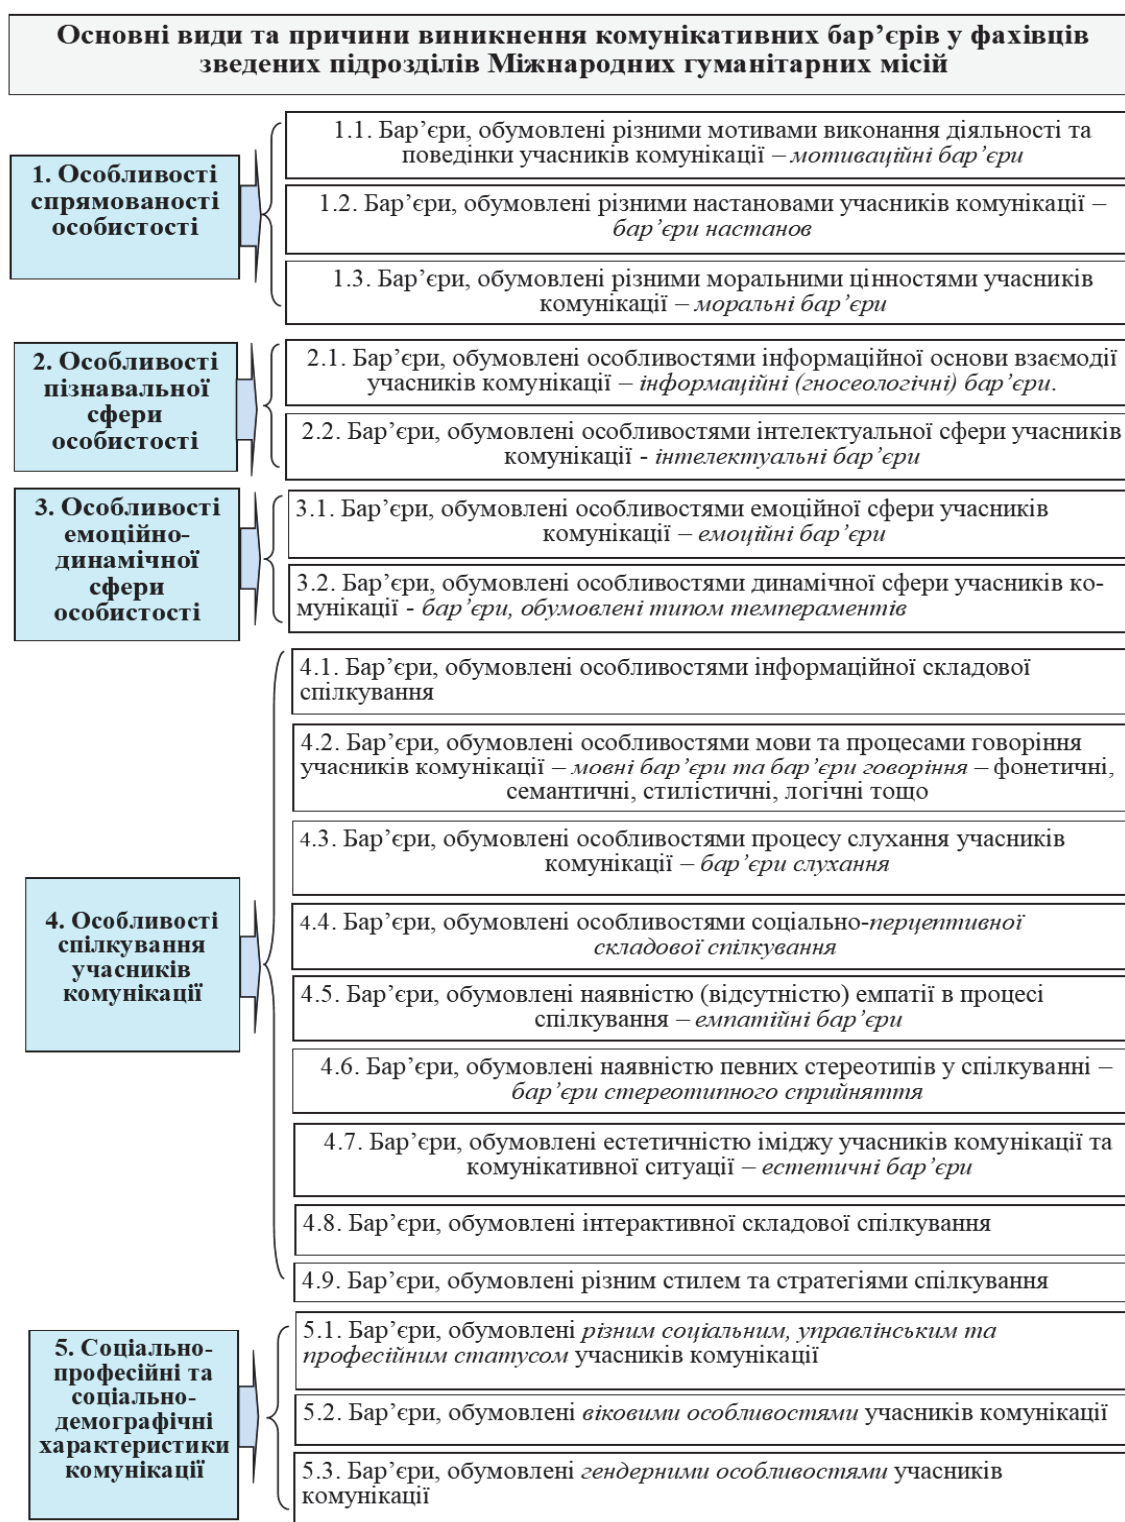 Основні види та причини виникнення комунікативних бар’єрів у фахівців
зведених підрозділів Міжнародних гуманітарних місій
1. Особливості
спрямованості
особистості
1.1. Бар’єри, обумовлені різними мотивами виконання діяльності та
поведінки учасників комунікації – мотиваційні бар’єри
1.2. Бар’єри, обумовлені різними настановами учасників комунікації –
бар’єри настанов
1.3. Бар’єри, обумовлені різними моральними цінностями учасників
комунікації – моральні бар’єри
2. Особливості
пізнавальної
сфери
особистості
2.1. Бар’єри, обумовлені особливостями інформаційної основи взаємодії
учасників комунікації – інформаційні (гносеологічні) бар’єри.
2.2. Бар’єри, обумовлені особливостями інтелектуальної сфери учасників
комунікації - інтелектуальні бар’єри
3. Особливості
емоційно-
динамічної
сфери
особистості
3.1. Бар’єри, обумовлені особливостями емоційної сфери учасників
комунікації – емоційні бар’єри
3.2. Бар’єри, обумовлені особливостями динамічної сфери учасників ко-
мунікації - бар’єри, обумовлені типом темпераментів
4. Особливості
спілкування
учасників
комунікації
4.1. Бар’єри, обумовлені особливостями інформаційної складової
спілкування
4.2. Бар’єри, обумовлені особливостями мови та процесами говоріння
учасників комунікації – мовні бар’єри та бар’єри говоріння – фонетичні,
семантичні, стилістичні, логічні тощо
4.3. Бар’єри, обумовлені особливостями процесу слухання учасників
комунікації – бар’єри слухання
4.4. Бар’єри, обумовлені особливостями соціально-перцептивної
складової спілкування
4.5. Бар’єри, обумовлені наявністю (відсутністю) емпатії в процесі
спілкування – емпатійні бар’єри
4.6. Бар’єри, обумовлені наявністю певних стереотипів у спілкуванні –
бар’єри стереотипного сприйняття
4.7. Бар’єри, обумовлені естетичністю іміджу учасників комунікації та
комунікативної ситуації – естетичні бар’єри
4.8. Бар’єри, обумовлені інтерактивної складової спілкування
4.9. Бар’єри, обумовлені різним стилем та стратегіями спілкування
5. Соціально-
професійні та
соціально-
демографічні
характеристики
комунікації
5.1. Бар’єри, обумовлені різним соціальним, управлінським та
професійним статусом учасників комунікації
5.2. Бар’єри, обумовлені віковими особливостями учасників комунікації
5.3. Бар’єри, обумовлені гендерними особливостями учасників
комунікації